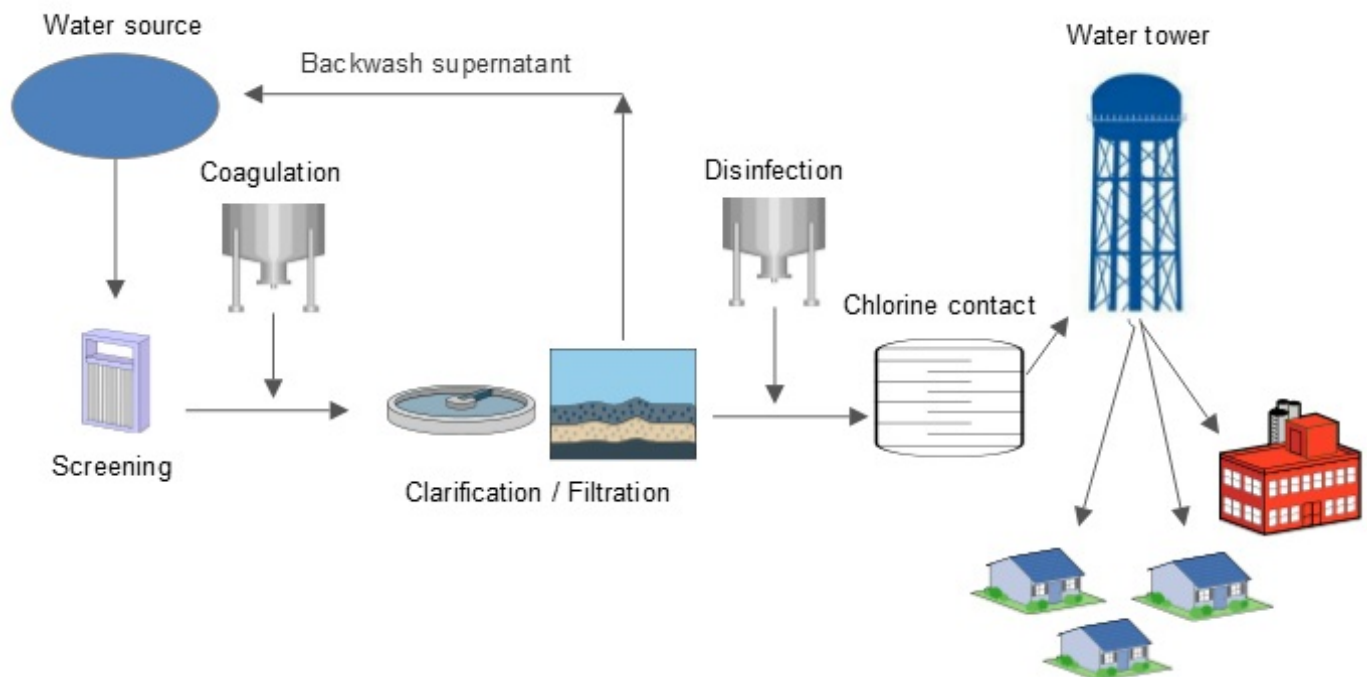 Water source
Water tower
Backwash supernatant
Coagulation
Disinfection
Chlorine contact
Screening
Clarification / Filtration